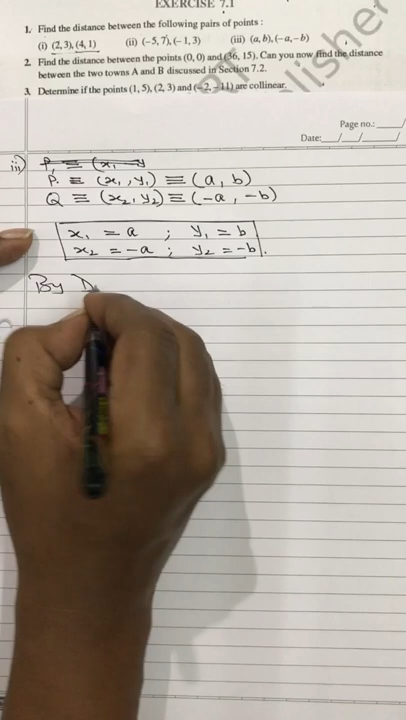 EXERCISE 7.1
1. Find the distance between the following pairs of points :
(i) (2, 3), (4, 1) (ii) (–5, 7), (–1, 3) (iii) (a, b), (–a, –b)
2. Find the distance between the points (0, 0) and (36, 15). Can you now find the distance
between the two towns A and B discussed in Section 7.2.
3. Determine if the points (1, 5), (2, 3) and (–2, –11) are collinear.
Page no.:
Date: / /
iii)
P ≡ (x₁, y₁) ≡ (a, b)
Q ≡ (x₂, y₂) ≡ (-a, -b)
x₁ = a ; y₁ = b
x₂ = -a ; y₂ = -b.
By D